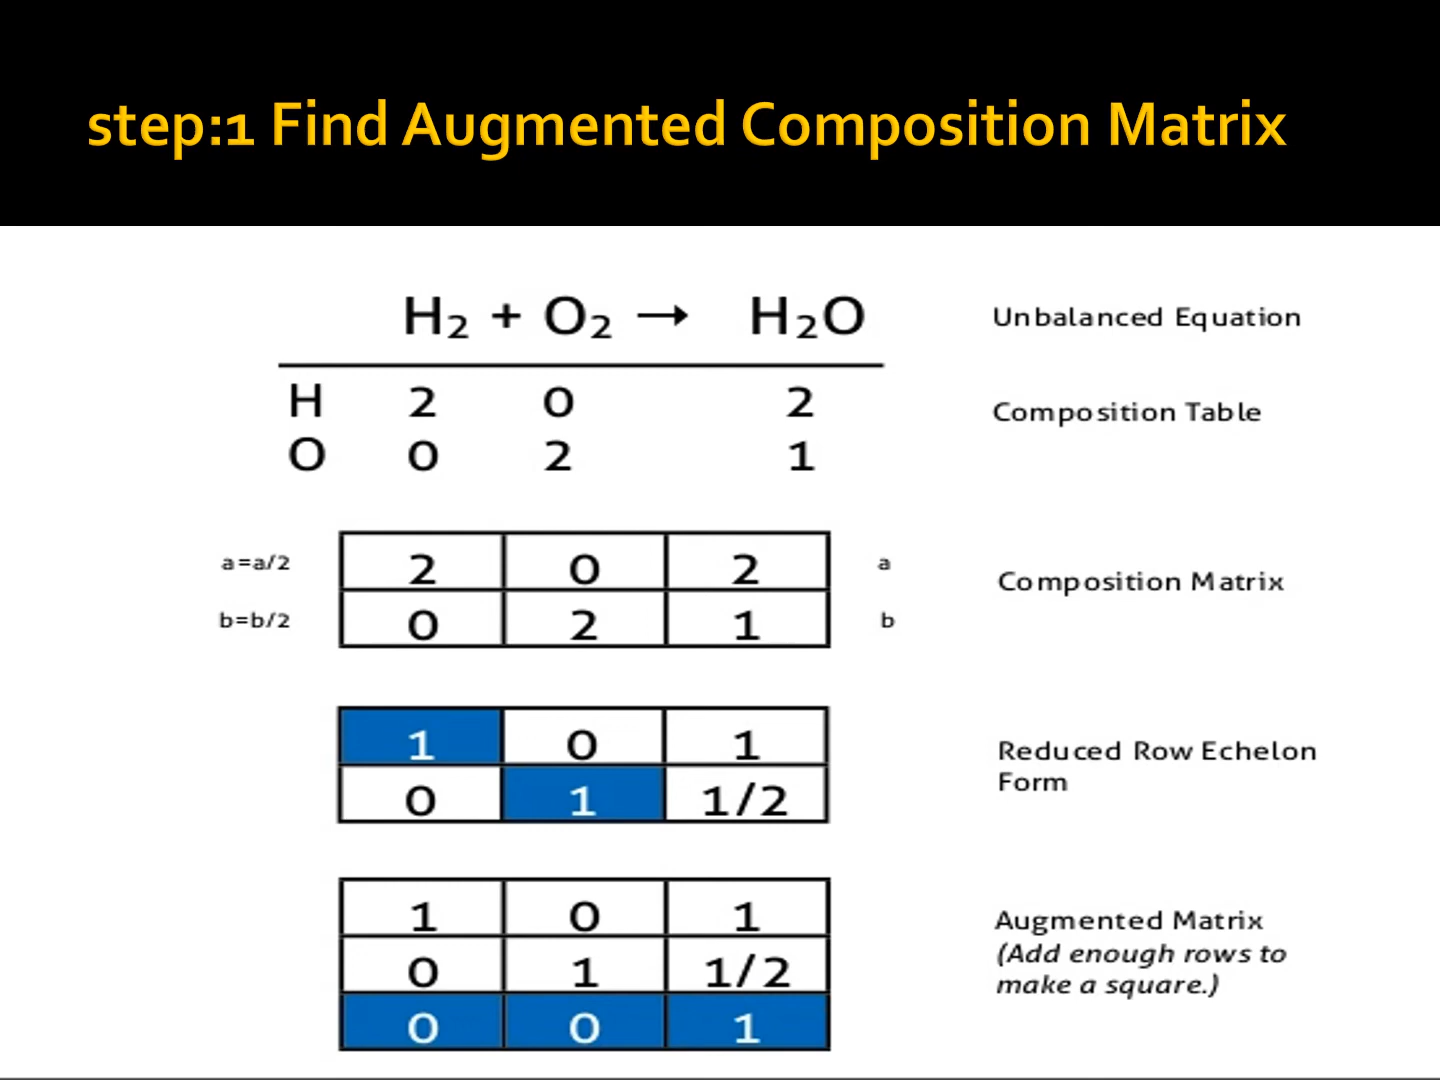 step:1 Find Augmented Composition Matrix
H₂ + O₂ → H₂O Unbalanced Equation
H 2 0 2
Composition Table
O 0 2 1
a=a/2 2 0 2 a
Composition Matrix
b=b/2 0 2 1 b
1 0 1
Reduced Row Echelon
Form
0 1 1/2
1 0 1
Augmented Matrix
(Add enough rows to
0 1 1/2
make a square.)
0 0 1